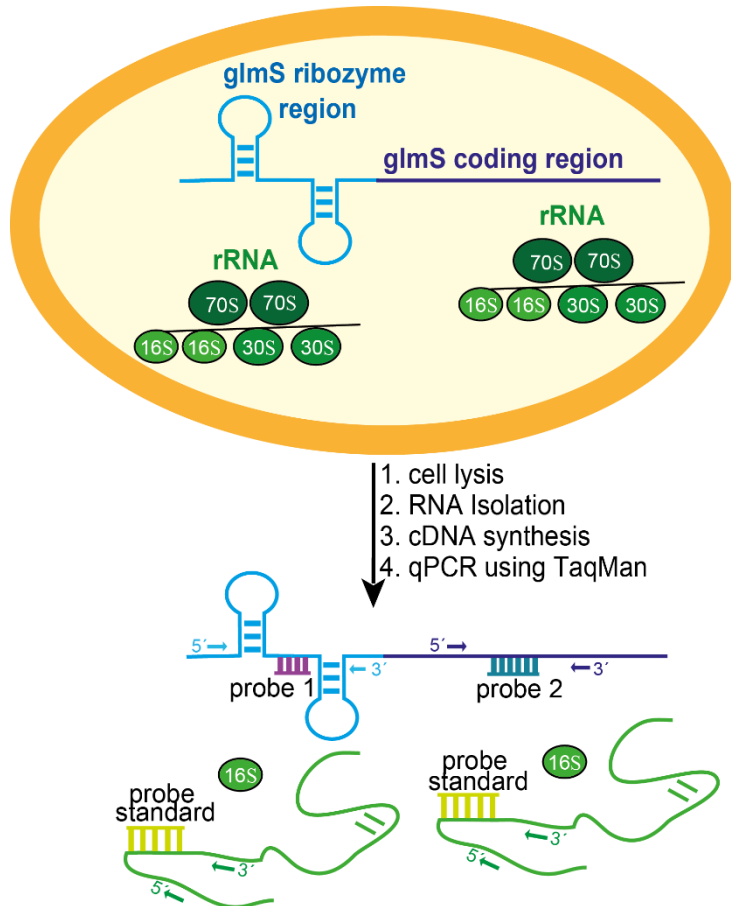 glmS ribozyme
region
glmS coding region
rRNA
70S 70S
16S 16S 30S 30S
rRNA
70S 70S
16S 16S 30S 30S
1. cell lysis
2. RNA Isolation
3. cDNA synthesis
4. qPCR using TaqMan
5´ 3´ 5´ 3´
probe 1 probe 2
probe
standard
16S
3´
5´
probe
standard
16S
3´
5´